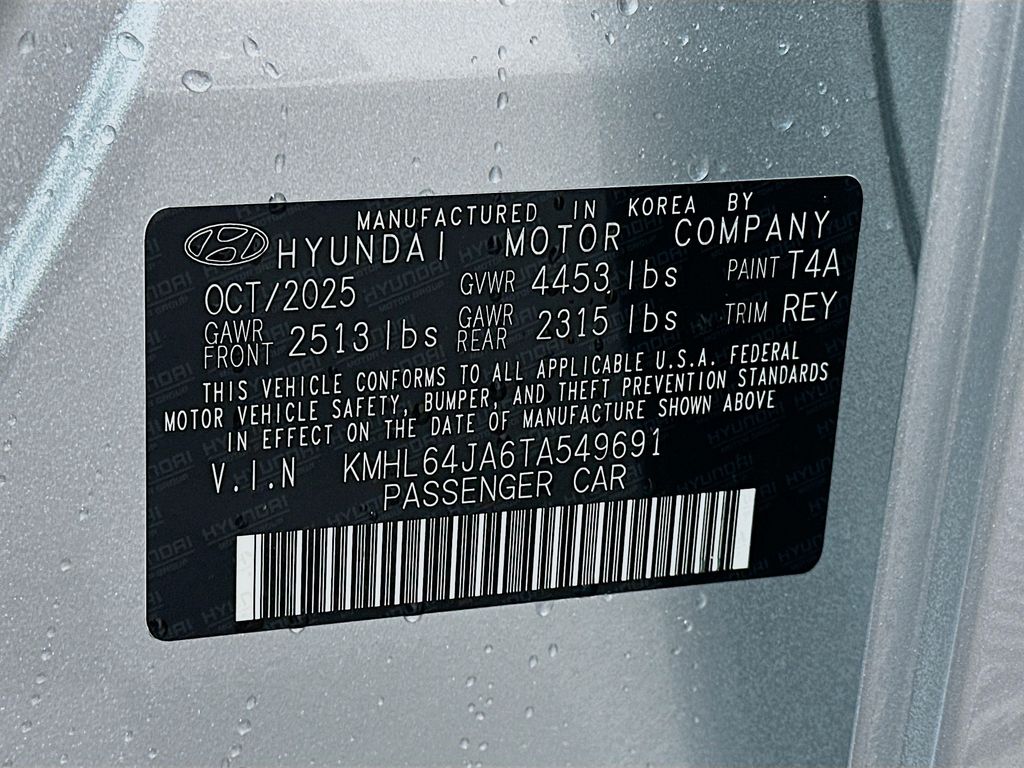 MANUFACTURED IN KOREA BY
HYUNDAI MOTOR COMPANY
OCT/2025 GVWR 4453 lbs PAINT T4A
GAWR FRONT 2513 lbs GAWR REAR 2315 lbs TRIM REY
THIS VEHICLE CONFORMS TO ALL APPLICABLE U.S.A. FEDERAL
MOTOR VEHICLE SAFETY, BUMPER, AND THEFT PREVENTION STANDARDS
IN EFFECT ON THE DATE OF MANUFACTURE SHOWN ABOVE
V.I.N KMHL64JA6TA549691
PASSENGER CAR